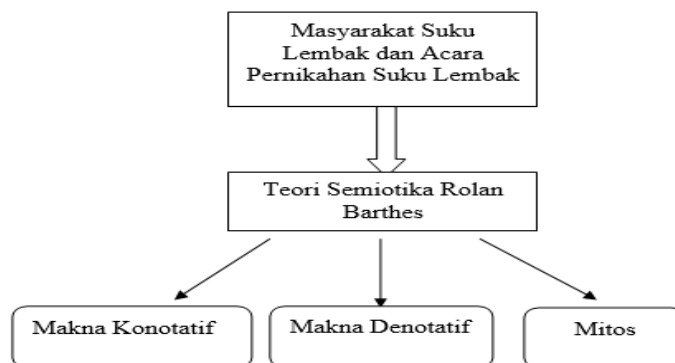 Masyarakat Suku
Lembak dan Acara
Pernikahan Suku Lembak
Teori Semiotika Rolan
Barthes
Makna Konotatif
Makna Denotatif
Mitos